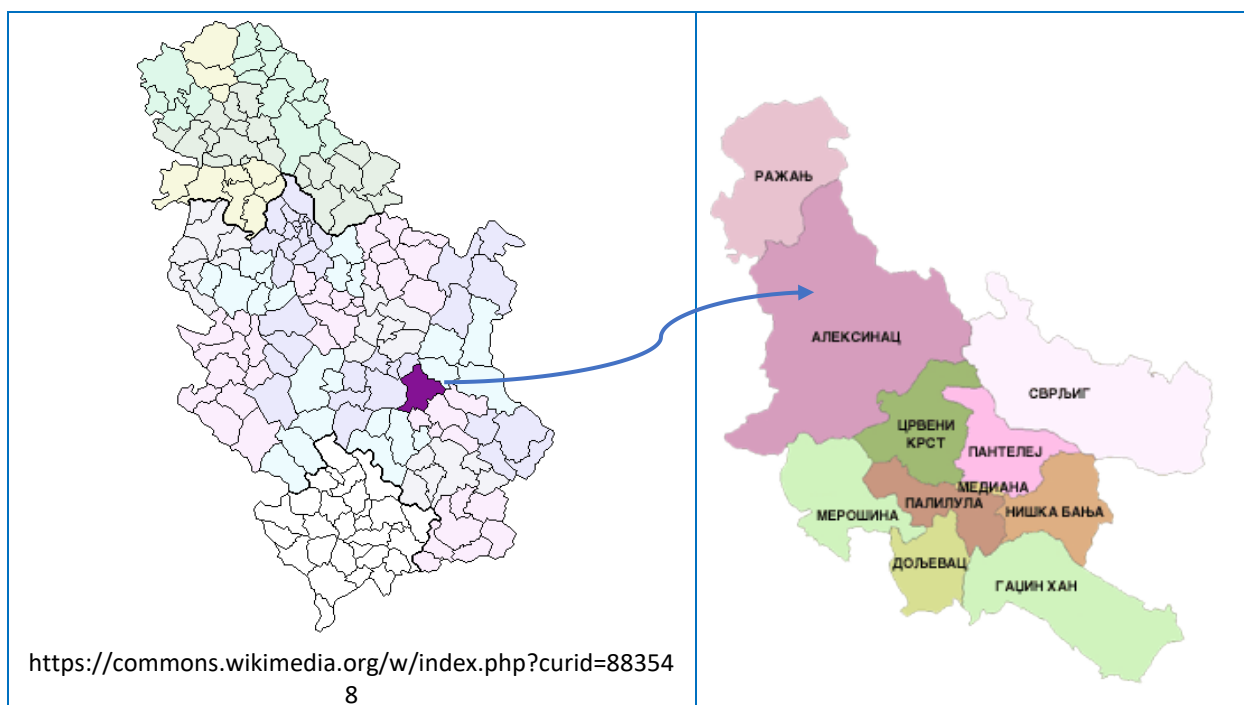 https://commons.wikimedia.org/w/index.php?curid=88354
8
РАЖАЊ
АЛЕКСИНАЦ
СВРЉИГ
ЦРВЕНИ
КРСТ
ПАНТЕЛЕЈ
МЕДИАНА
ПАЛИЛУЛА
НИШКА БАЊА
МЕРОШИНА
ДОЉЕВАЦ
ГАЏИН ХАН